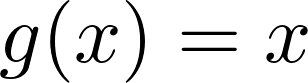 g(x) = x